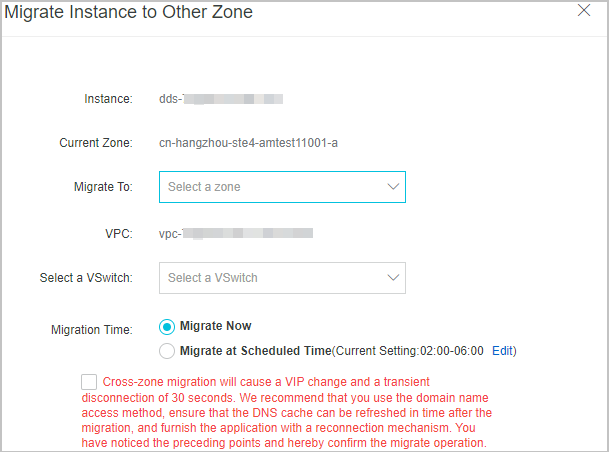 Migrate Instance to Other Zone
Instance: dds-
Current Zone: cn-hangzhou-ste4-amtest11001-a
Migrate To: Select a zone
VPC: vpc-
Select a VSwitch: Select a VSwitch
Migration Time: Migrate Now
Migrate at Scheduled Time(Current Setting:02:00-06:00 Edit)
Cross-zone migration will cause a VIP change and a transient
disconnection of 30 seconds. We recommend that you use the domain name
access method, ensure that the DNS cache can be refreshed in time after the
migration, and furnish the application with a reconnection mechanism. You
have noticed the preceding points and hereby confirm the migrate operation.